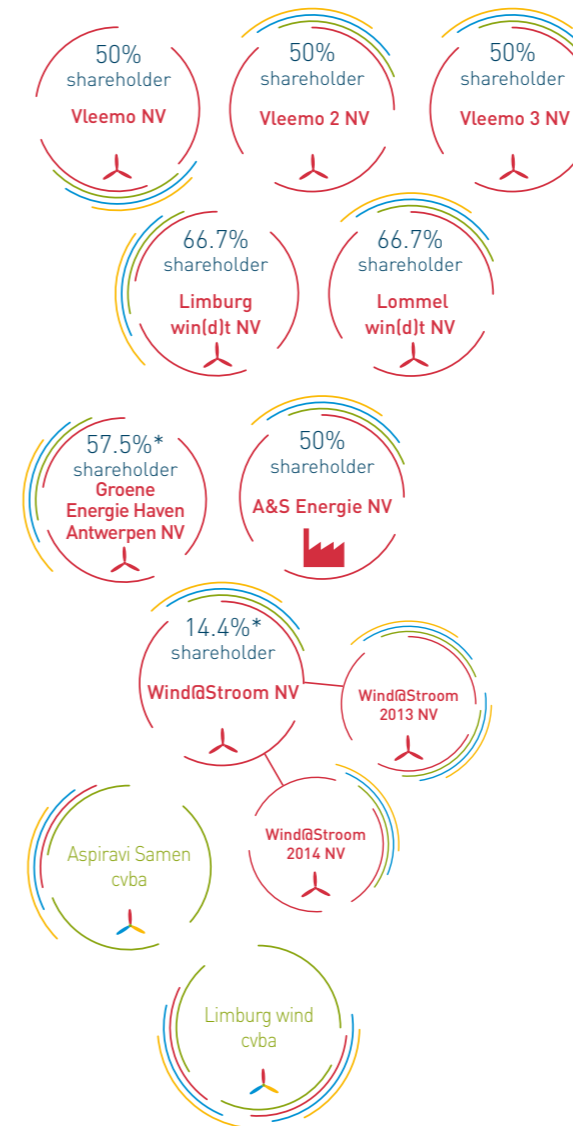 50%
shareholder
Vleemo NV
50%
shareholder
Vleemo 2 NV
50%
shareholder
Vleemo 3 NV
66.7%
shareholder
Limburg
win(d)t NV
66.7%
shareholder
Lommel
win(d)t NV
57.5%*
shareholder
Groene
Energie Haven
Antwerpen NV
50%
shareholder
A&S Energie NV
14.4%*
shareholder
Wind@Stroom NV
Wind@Stroom
2013 NV
Wind@Stroom
2014 NV
Aspiravi Samen
cvba
Limburg wind
cvba